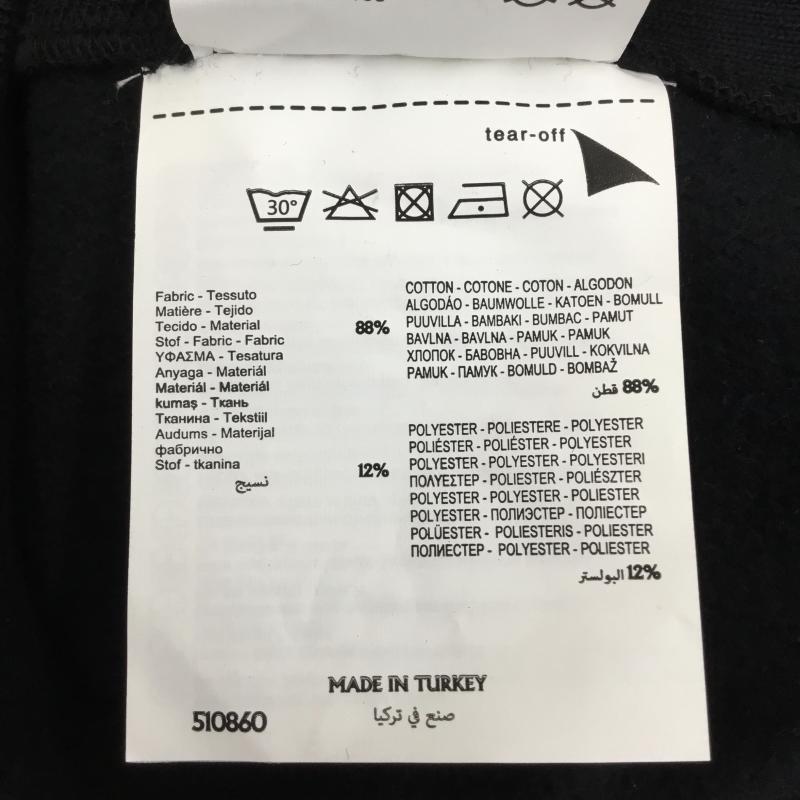 tear-off
30°
Fabric - Tessuto
Matière - Tejido
Tecido - Material
Stof - Fabric - Fabric
ΥΦΑΣΜΑ - Tesatura
Anyaga - Materiál
Materiál - Materiál
kumaş - Ткань
Тканина - Tekstiil
Audums - Materijal
фабрично
Stof - tkanina
نسيج
88%
COTTON - COTONE - COTON - ALGODON
ALGODÁO - BAUMWOLLE - KATOEN - BOMULL
PUUVILLA - BAMBAKI - BUMBAC - PAMUT
BAVLNA - BAVLNA - PAMUK - PAMUK
ХЛОПОК - БАВОВНА - PUUVILL - KOKVILNA
PAMUK - ПАМУК - BOMULD - BOMBAŽ
88% قطن
12%
POLYESTER - POLIESTERE - POLYESTER
POLIÉSTER - POLIÉSTER - POLYESTER
POLYESTER - POLYESTER - POLYESTERI
ΠΟΛΥΕΣΤΕΡ - POLIESTER - POLIÉSZTER
POLYESTER - POLYESTER - POLIESTER
POLYESTER - ПОЛИЭСТЕР - ПОЛІЕСТЕР
POLÜESTER - POLIESTERIS - POLIESTER
ПОЛИЕСТЕР - POLYESTER - POLIESTER
12% البولستر
MADE IN TURKEY
صنع في تركيا
510860